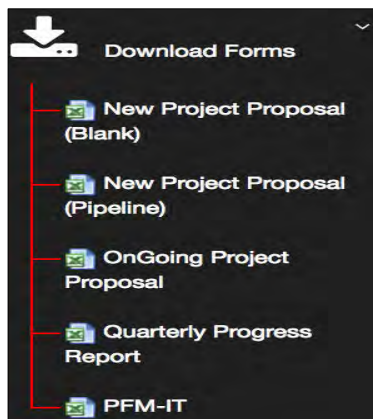 Download Forms
New Project Proposal
(Blank)
New Project Proposal
(Pipeline)
OnGoing Project
Proposal
Quarterly Progress
Report
PFM-IT